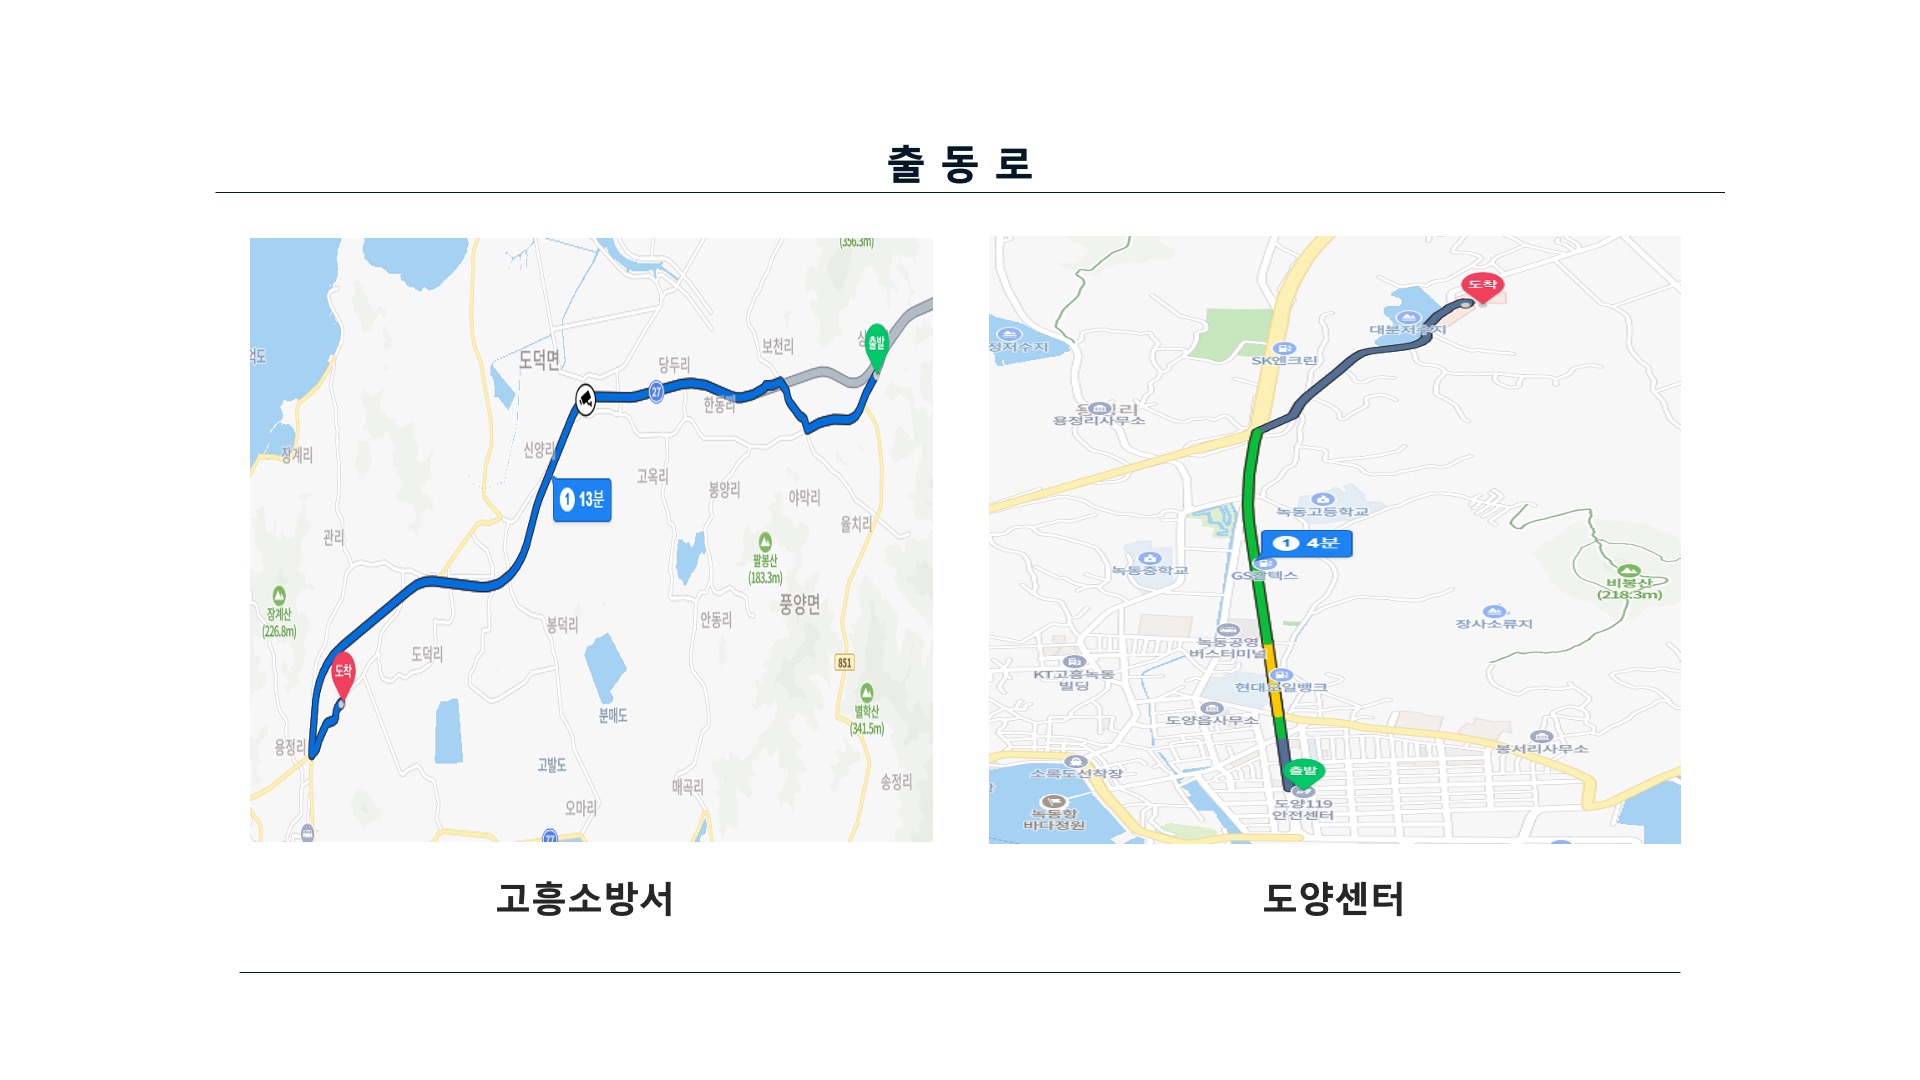 출 동 로
(356.3m)
출발
보천리
당두리
도덕면
27
한동리
신양리
장계리
고옥리
봉양리
아막리
1 13분
율치리
관리
팔봉산
(183.3m)
장계산
(226.8m)
풍양면
봉덕리
안동리
도덕리
851
도착
별학산
(341.5m)
분매도
용정리
고발도
매곡리
송정리
오마리
77
고흥소방서
도착
대분저수지
정저수지
SK엔크린
용정리사무소
녹동고등학교
1 4분
녹동중학교
GS칼텍스
비봉산
(218.3m)
장사소류지
녹동공영
버스터미널
KT고흥녹동
빌딩
현대오일뱅크
도양읍사무소
봉서리사무소
소록도선착장
출발
도양119
안전센터
녹동항
바다정원
도양센터